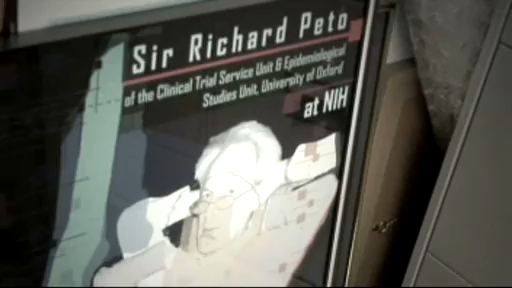 Sir Richard Peto
of the Clinical Trial Service Unit & Epidemiological
Studies Unit, University of Oxford
at NIH